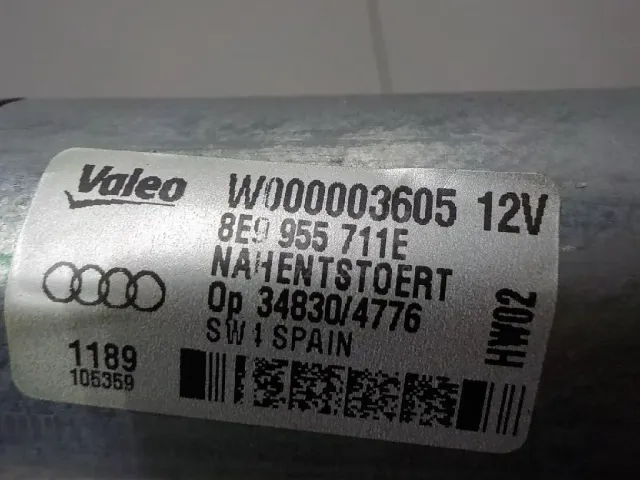 Valeo W000003605 12V
8E9 955 711E
NAHENTSTOERT
Op 34830/4776
SW1 SPAIN
HW02
1189
105359